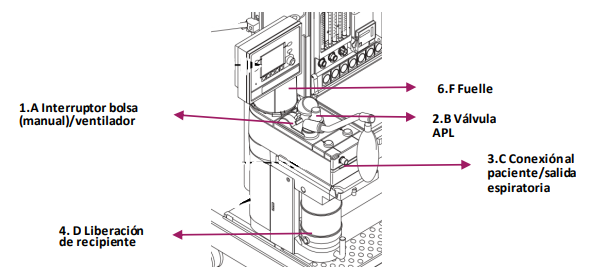 6.F Fuelle
1.A Interruptor bolsa
(manual)/ventilador
2.B Válvula
APL
3.C Conexiónal
paciente/salida
espiratoria
4. D Liberación
de recipiente